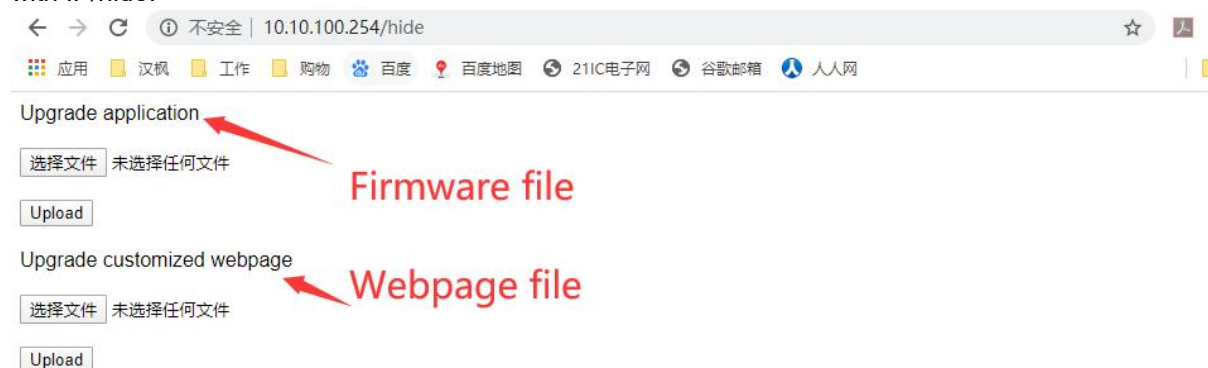 不安全 | 10.10.100.254/hide
应用 汉枫 工作 购物 百度 百度地图 21IC电子网 谷歌邮箱 人人网
Upgrade application
选择文件 未选择任何文件
Firmware file
Upload
Upgrade customized webpage
Webpage file
选择文件 未选择任何文件
Upload